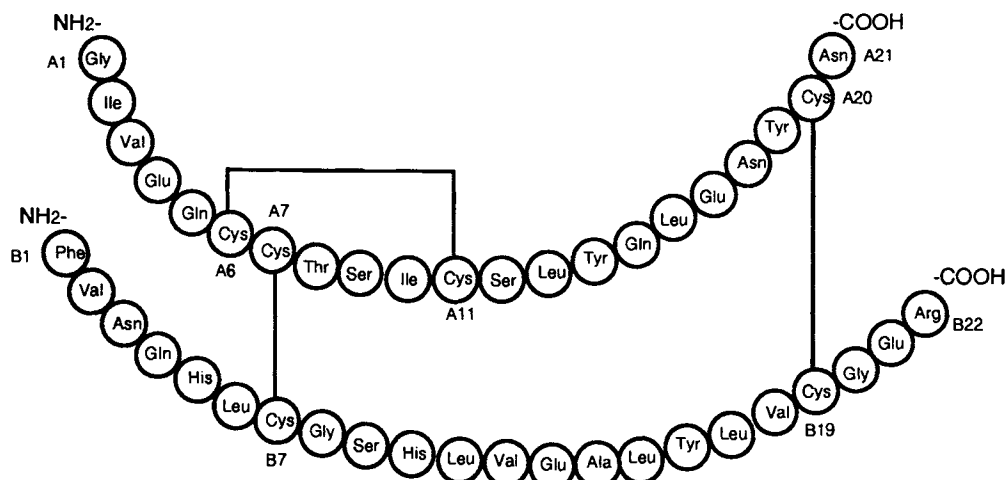 NH2-
-COOH
A1
Gly
Ile
Val
Glu
Gln
Cys
A6
A7
Cys
Thr
Ser
Ile
Cys
A11
Ser
Leu
Tyr
Gln
Leu
Glu
Asn
Tyr
Cys
A20
Asn
A21
NH2-
B1
Phe
Val
Asn
Gln
His
Leu
Cys
B7
Gly
Ser
His
Leu
Val
Glu
Ala
Leu
Tyr
Leu
Val
Cys
B19
Gly
Glu
Arg
B22
-COOH